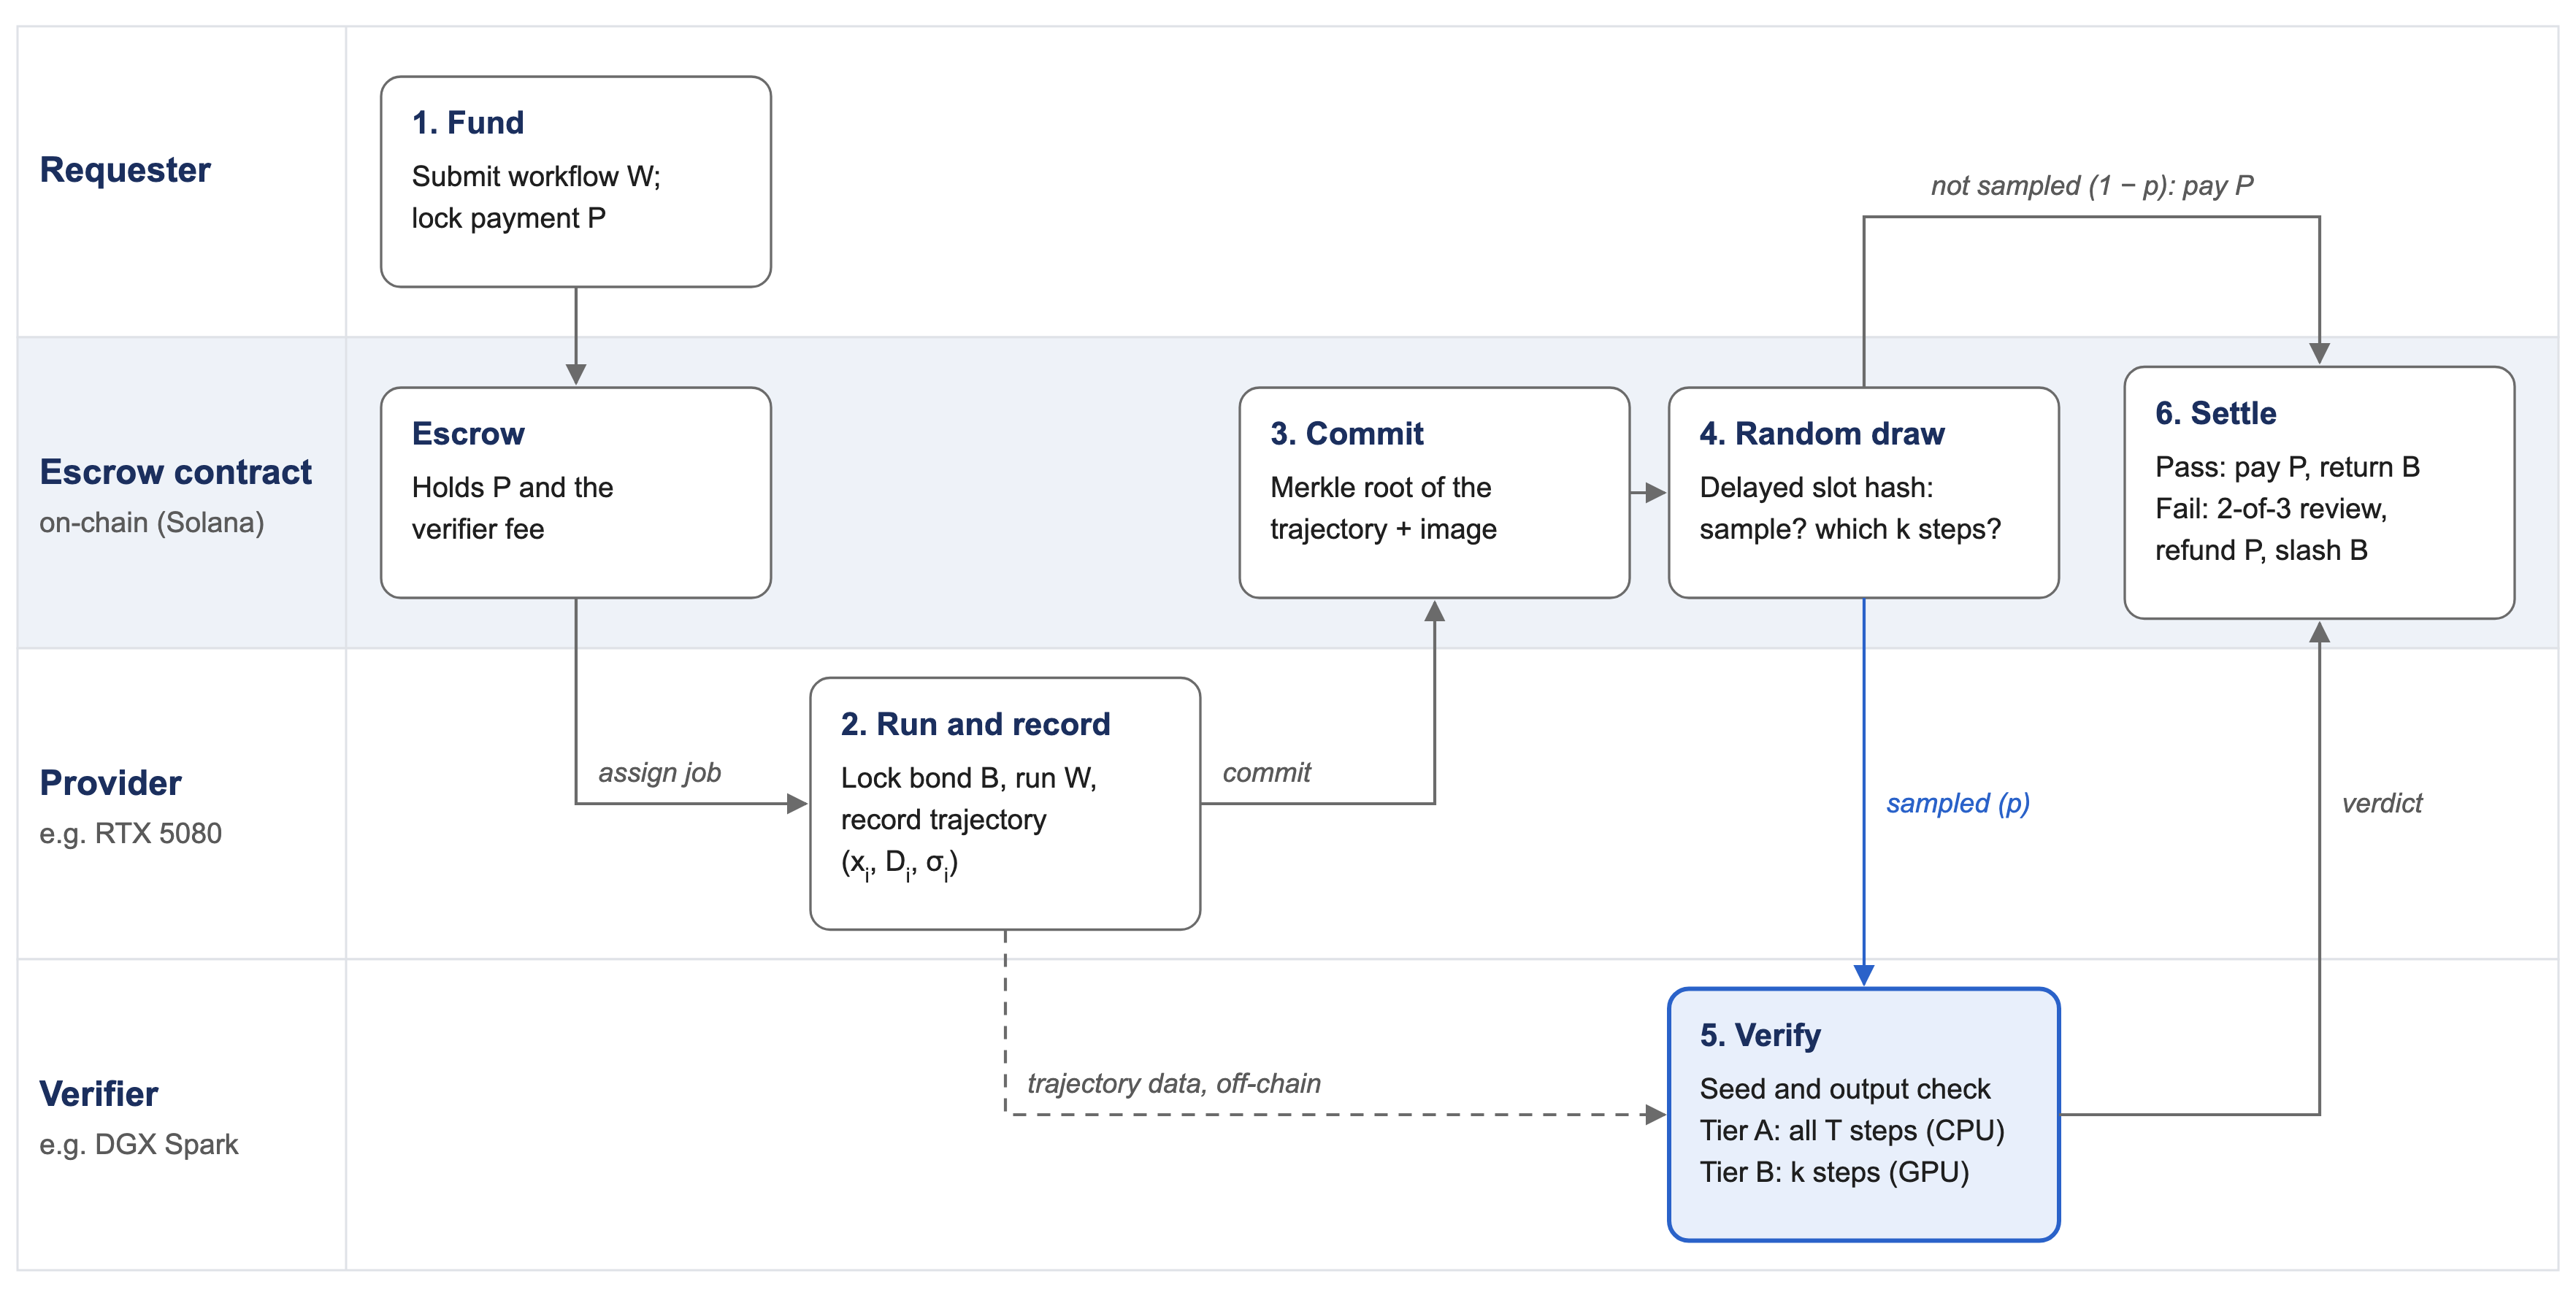 Requester
1. Fund
Submit workflow W;
lock payment P
not sampled (1 − p): pay P
Escrow contract
on-chain (Solana)
Escrow
Holds P and the
verifier fee
3. Commit
Merkle root of the
trajectory + image
4. Random draw
Delayed slot hash:
sample? which k steps?
6. Settle
Pass: pay P, return B
Fail: 2-of-3 review,
refund P, slash B
Provider
e.g. RTX 5080
assign job
2. Run and record
Lock bond B, run W,
record trajectory
(xᵢ, Dᵢ, σᵢ)
commit
sampled (p)
verdict
Verifier
e.g. DGX Spark
trajectory data, off-chain
5. Verify
Seed and output check
Tier A: all T steps (CPU)
Tier B: k steps (GPU)